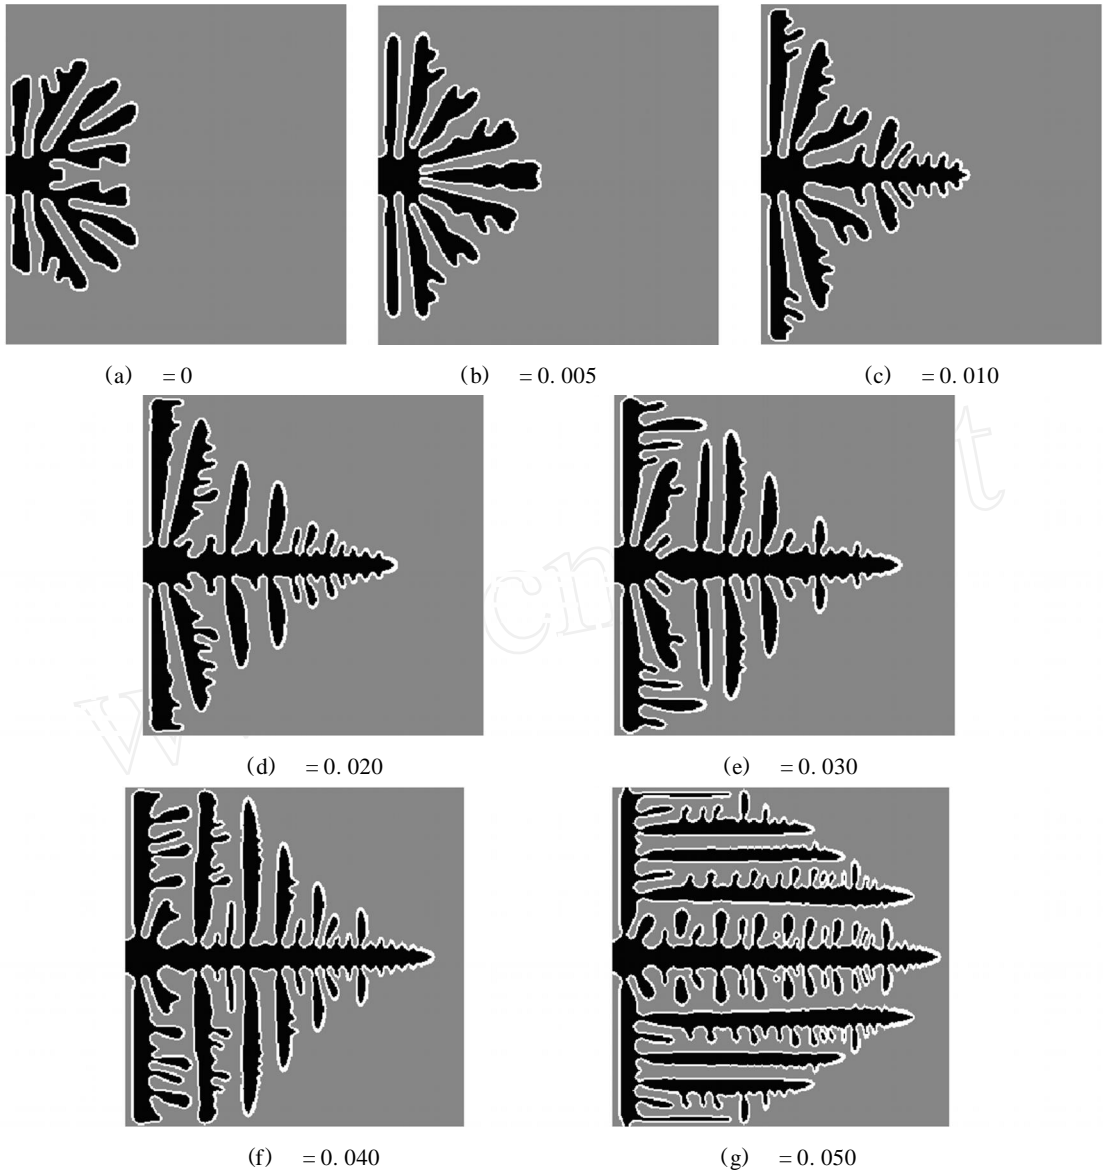 (a) = 0 (b) = 0. 005 (c) = 0. 010
(d) = 0. 020 (e) = 0. 030
(f) = 0. 040 (g) = 0. 050